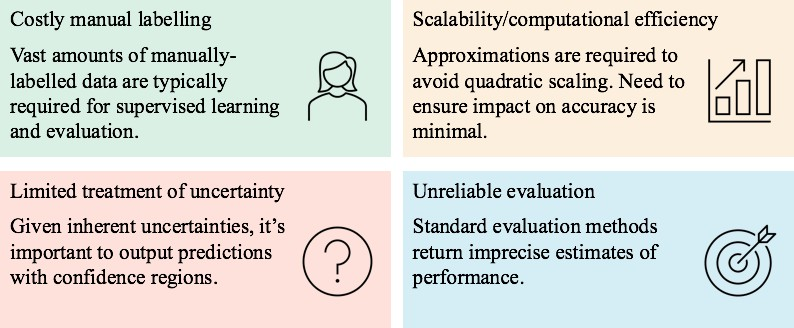 Costly manual labelling
Vast amounts of manually-
labelled data are typically
required for supervised learning
and evaluation.
Scalability/computational efficiency
Approximations are required to
avoid quadratic scaling. Need to
ensure impact on accuracy is
minimal.
Limited treatment of uncertainty
Given inherent uncertainties, it’s
important to output predictions
with confidence regions.
?
Unreliable evaluation
Standard evaluation methods
return imprecise estimates of
performance.